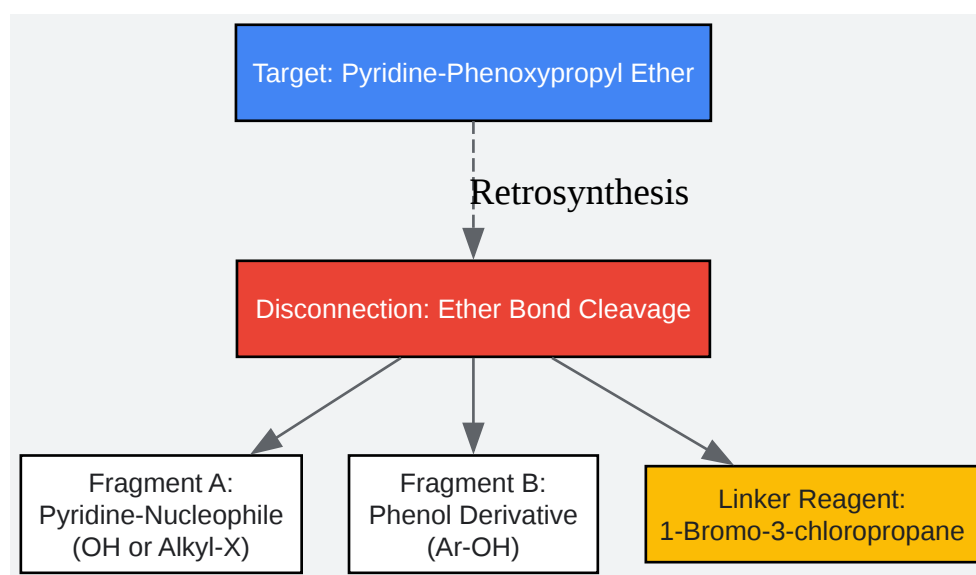 Target: Pyridine-Phenoxypropyl Ether
Retrosynthesis
Disconnection: Ether Bond Cleavage
Fragment A:
Pyridine-Nucleophile
(OH or Alkyl-X)
Fragment B:
Phenol Derivative
(Ar-OH)
Linker Reagent:
1-Bromo-3-chloropropane